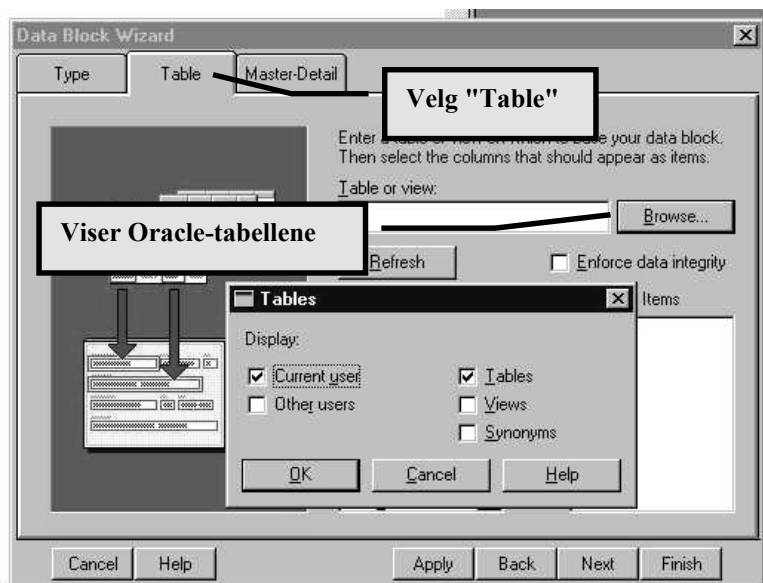 Data Block Wizard
Type
Table
Master-Detail
Velg "Table"
Enter a table or view on which to base your data block.
Then select the columns that should appear as items.
Table or view:
Browse...
Viser Oracle-tabellene
Refresh
Enforce data integrity
Items
Tables
Display:
Current user
Tables
Other users
Views
Synonyms
OK
Cancel
Help
Cancel
Help
Apply
Back
Next
Finish